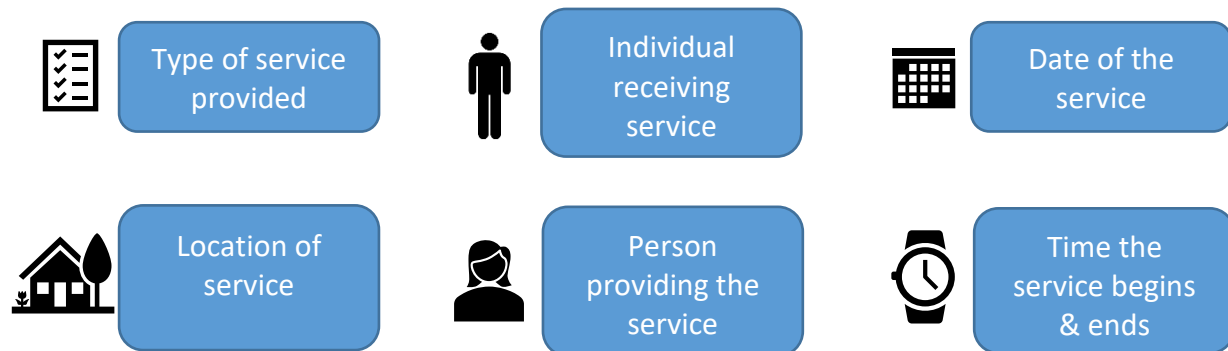 Type of service
provided
Individual
receiving
service
Date of the
service
Location of
service
Person
providing the
service
Time the
service begins
& ends